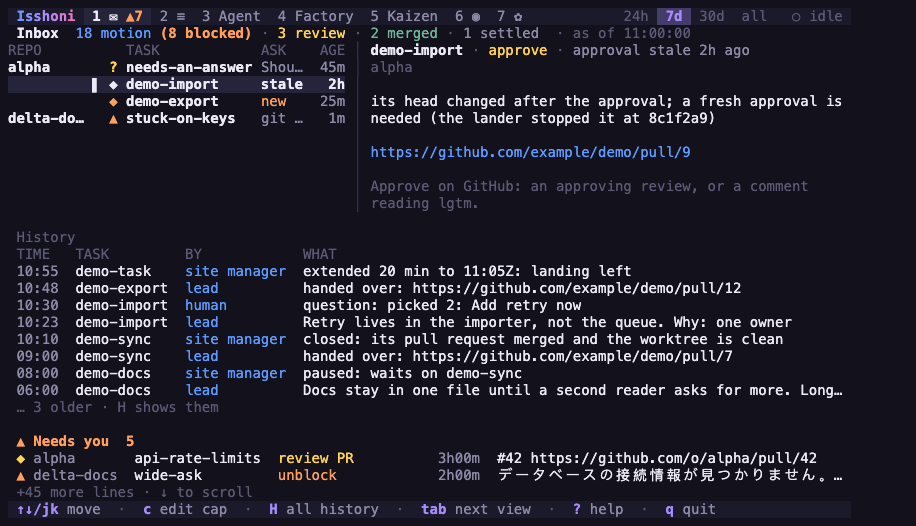 Isshoni 1 ✉ ▲7 2 ≡ 3 Agent 4 Factory 5 Kaizen 6 ◉ 7 ✿ 24h 7d 30d all ○ idle
Inbox 18 motion (8 blocked) · 3 review · 2 merged · 1 settled · as of 11:00:00
REPO TASK ASK AGE
alpha ? needs-an-answer Shou… 45m
◆ demo-import stale 2h
◆ demo-export new 25m
delta-do… ▲ stuck-on-keys git … 1m
demo-import · approve · approval stale 2h ago
alpha
its head changed after the approval; a fresh approval is
needed (the lander stopped it at 8c1f2a9)
https://github.com/example/demo/pull/9
Approve on GitHub: an approving review, or a comment
reading lgtm.
History
TIME TASK BY WHAT
10:55 demo-task site manager extended 20 min to 11:05Z: landing left
10:48 demo-export lead handed over: https://github.com/example/demo/pull/12
10:30 demo-import human question: picked 2: Add retry now
10:23 demo-import lead Retry lives in the importer, not the queue. Why: one owner
10:10 demo-sync site manager closed: its pull request merged and the worktree is clean
09:00 demo-sync lead handed over: https://github.com/example/demo/pull/7
08:00 demo-docs site manager paused: waits on demo-sync
06:00 demo-docs lead Docs stay in one file until a second reader asks for more. Long…
… 3 older · H shows them
▲ Needs you 5
◆ alpha api-rate-limits review PR 3h00m #42 https://github.com/o/alpha/pull/42
▲ delta-docs wide-ask unblock 2h00m データベースの接続情報が見つかりません。…
+45 more lines · ↓ to scroll
↑↓/jk move · c edit cap · H all history · tab next view · ? help · q quit